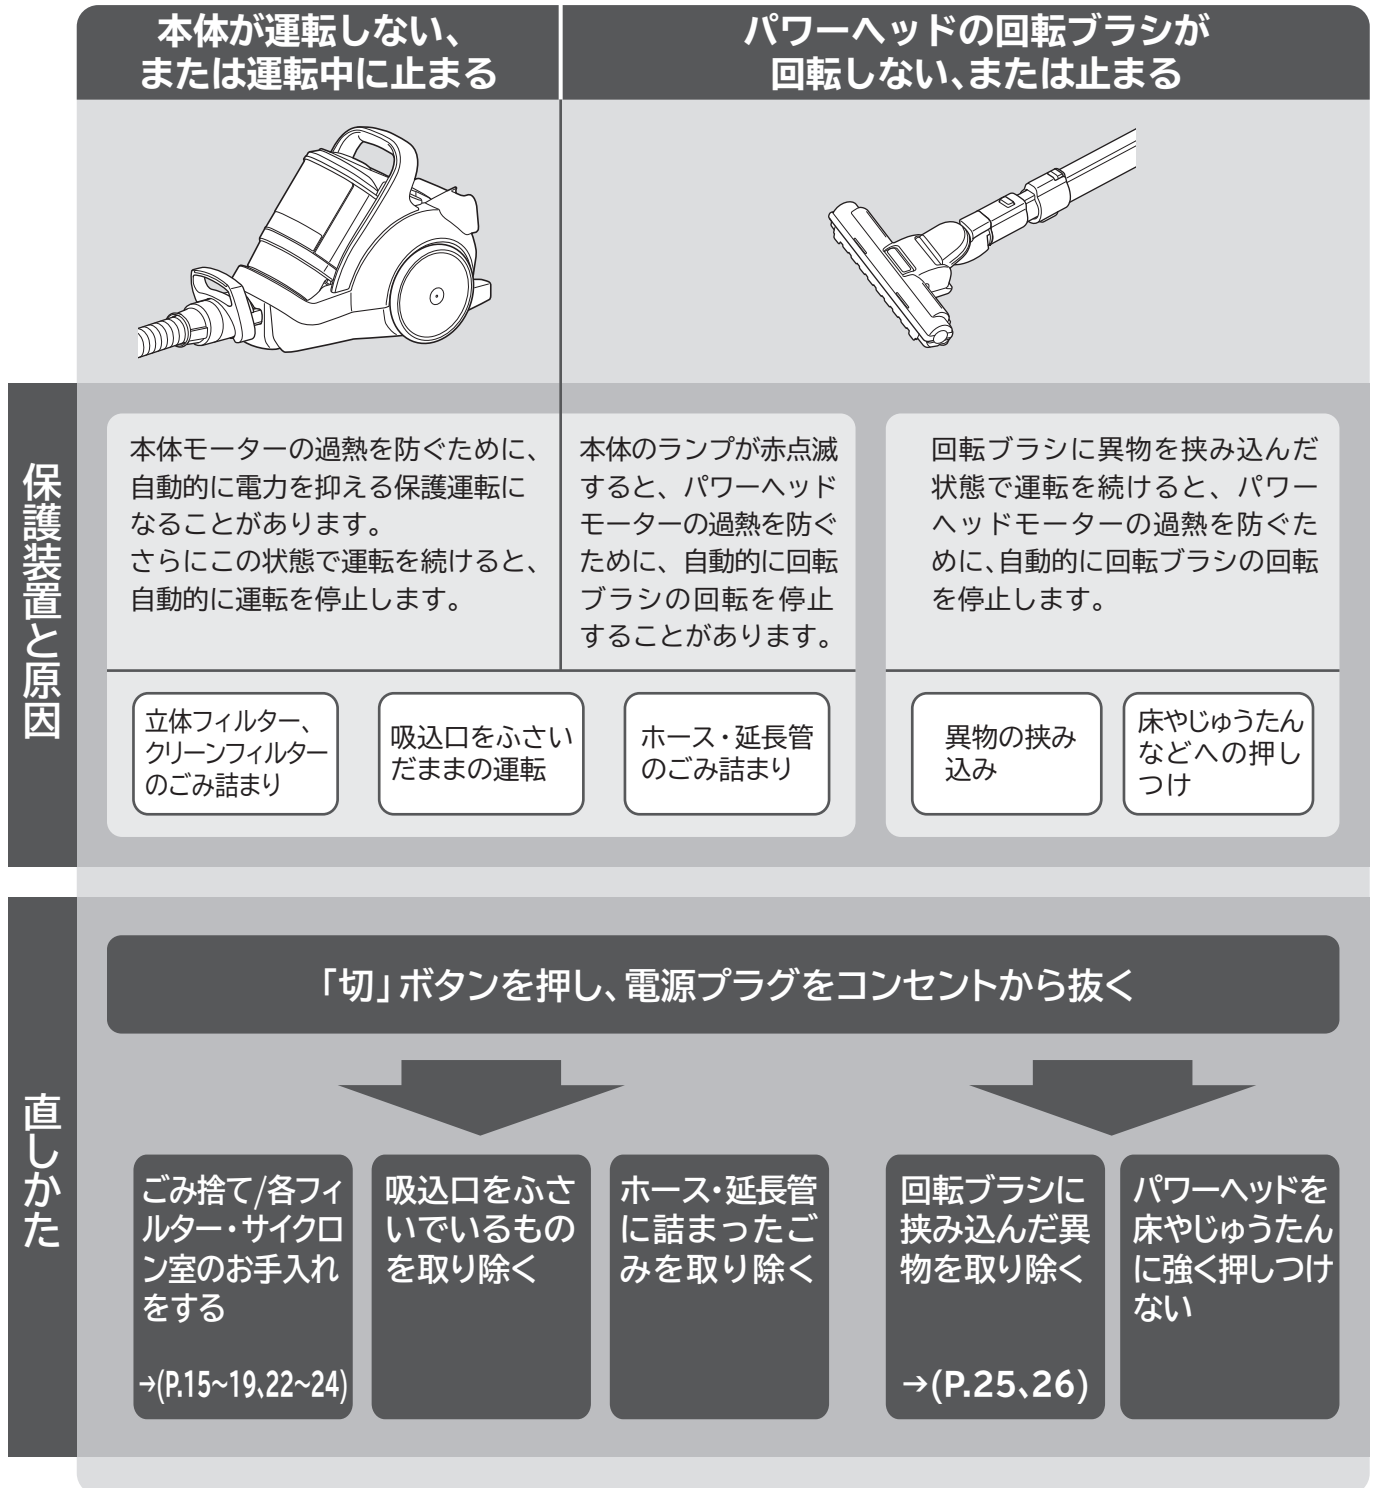 本体が運転しない、
または運転中に止まる
パワーヘッドの回転ブラシが
回転しない、または止まる
保護装置と原因
本体モーターの過熱を防ぐために、
自動的に電力を抑える保護運転に
なることがあります。
さらにこの状態で運転を続けると、
自動的に運転を停止します。
本体のランプが赤点滅
すると、パワーヘッド
モーターの過熱を防ぐ
ために、自動的に回転
ブラシの回転を停止
することがあります。
回転ブラシに異物を挟み込んだ
状態で運転を続けると、パワー
ヘッドモーターの過熱を防ぐた
めに、自動的に回転ブラシの回転
を停止します。
立体フィルター、
クリーンフィルター
のごみ詰まり
吸込口をふさい
だままの運転
ホース・延長管
のごみ詰まり
異物の挟み
込み
床やじゅうたん
などへの押し
つけ
直しかた
「切」ボタンを押し、電源プラグをコンセントから抜く
ごみ捨て/各フィ
ルター・サイクロ
ン室のお手入れ
をする
→(P.15~19、22~24)
吸込口をふさ
いでいるもの
を取り除く
ホース・延長管
に詰まったご
みを取り除く
回転ブラシに
挟み込んだ異
物を取り除く
→(P.25、26)
パワーヘッドを
床やじゅうたん
に強く押しつけ
ない